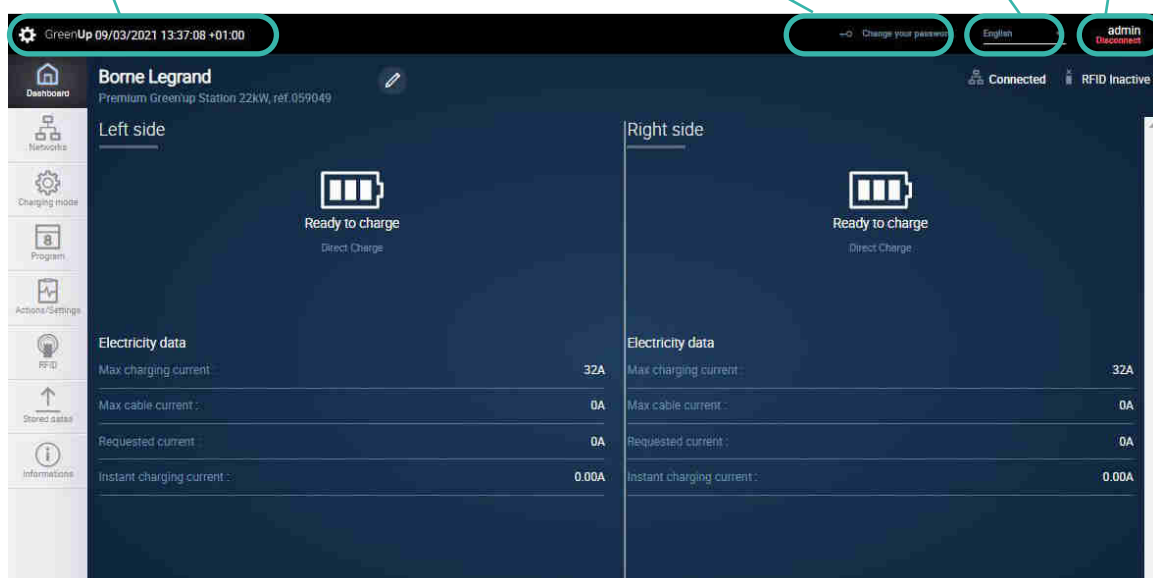 GreenUp 09/03/2021 13:37:08 +01:00
Change your password
English
admin
Disconnect
Dashboard
Borne Legrand
Premium Green'up Station 22kW, réf.059049
Connected
RFID Inactive
Networks
Charging mode
8
Program
Actions/Settings
RFID
Stored datas
Informations
Left side
Ready to charge
Direct Charge
Electricity data
Max charging current : 32A
Max cable current : 0A
Requested current : 0A
Instant charging current : 0.00A
Right side
Ready to charge
Direct Charge
Electricity data
Max charging current : 32A
Max cable current : 0A
Requested current : 0A
Instant charging current : 0.00A